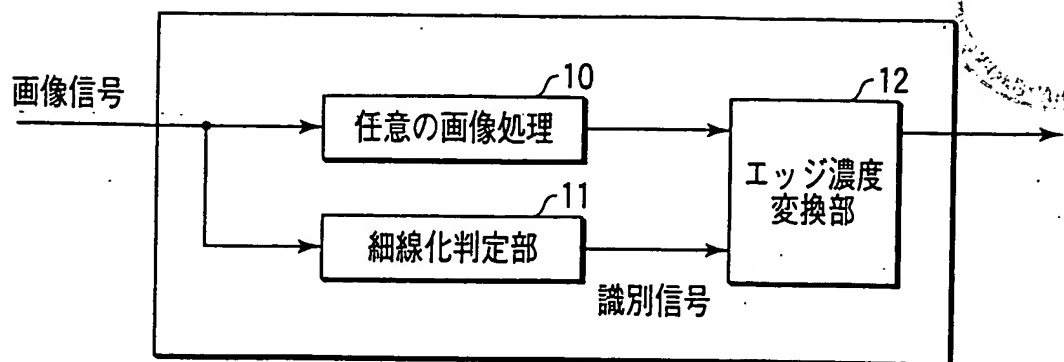 画像信号
10
任意の画像処理
11
細線化判定部
識別信号
12
エッジ濃度
変換部